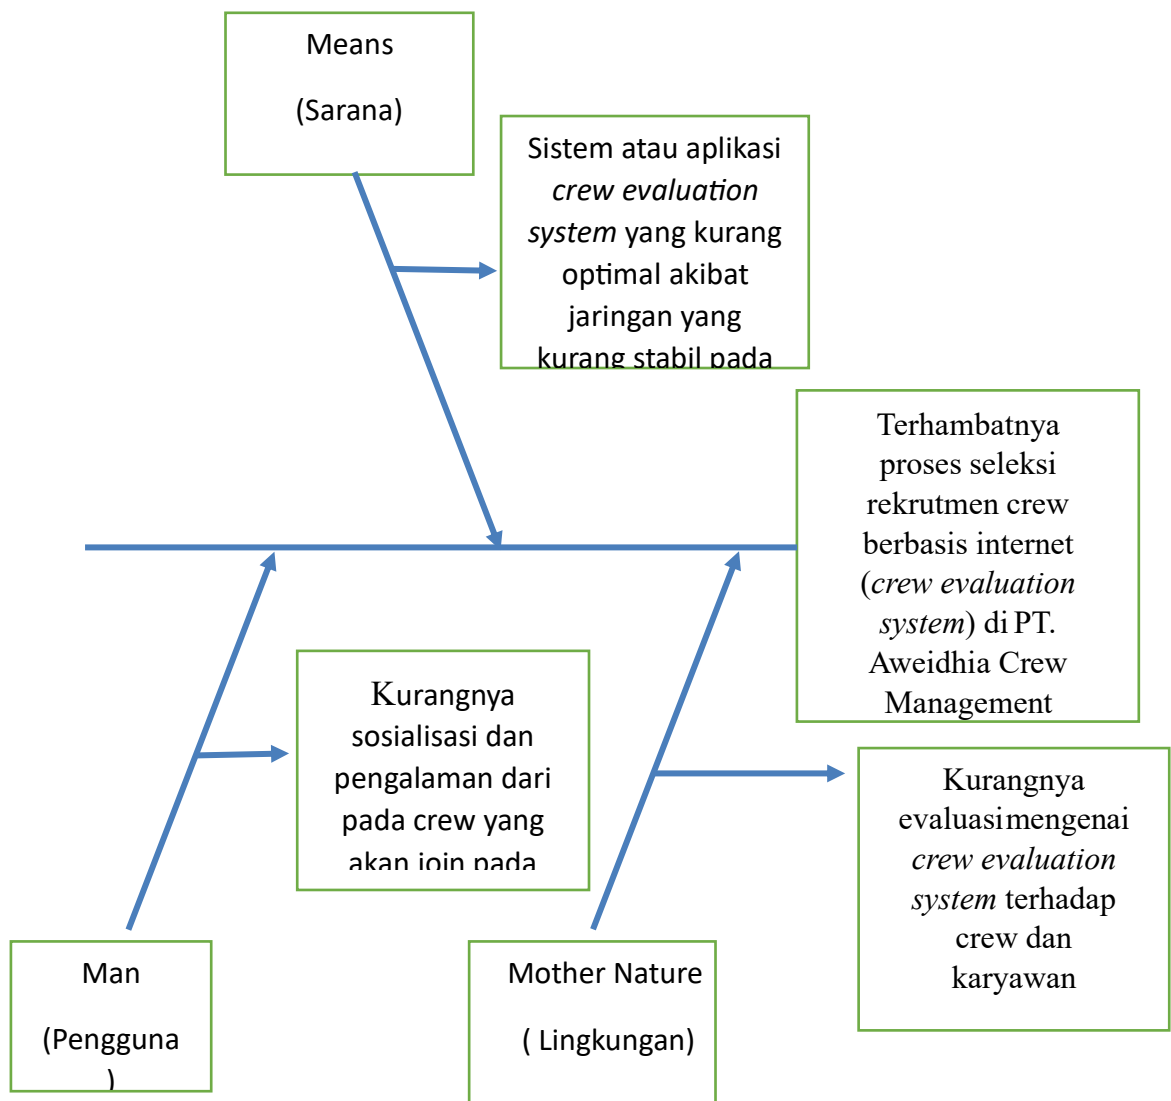 Means
(Sarana)
Sistem atau aplikasi
crew evaluation
system yang kurang
optimal akibat
jaringan yang
kurang stabil pada
Terhambatnya
proses seleksi
rekrutmen crew
berbasis internet
(crew evaluation
system) di PT.
Aweidhia Crew
Management
Kurangnya
sosialisasi dan
pengalaman dari
pada crew yang
akan join pada
Kurangnya
evaluasimengenai
crew evaluation
system terhadap
crew dan
karyawan
Man
(Pengguna
)
Mother Nature
( Lingkungan)